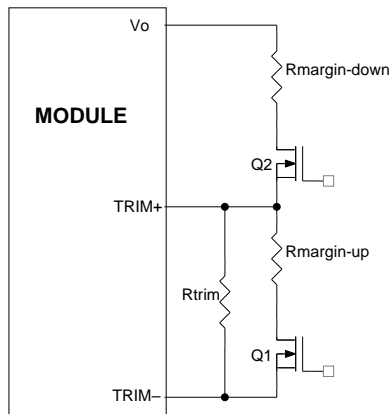 Vo
Rmargin-down
MODULE
Q2
TRIM+
Rmargin-up
Rtrim
Q1
TRIM–